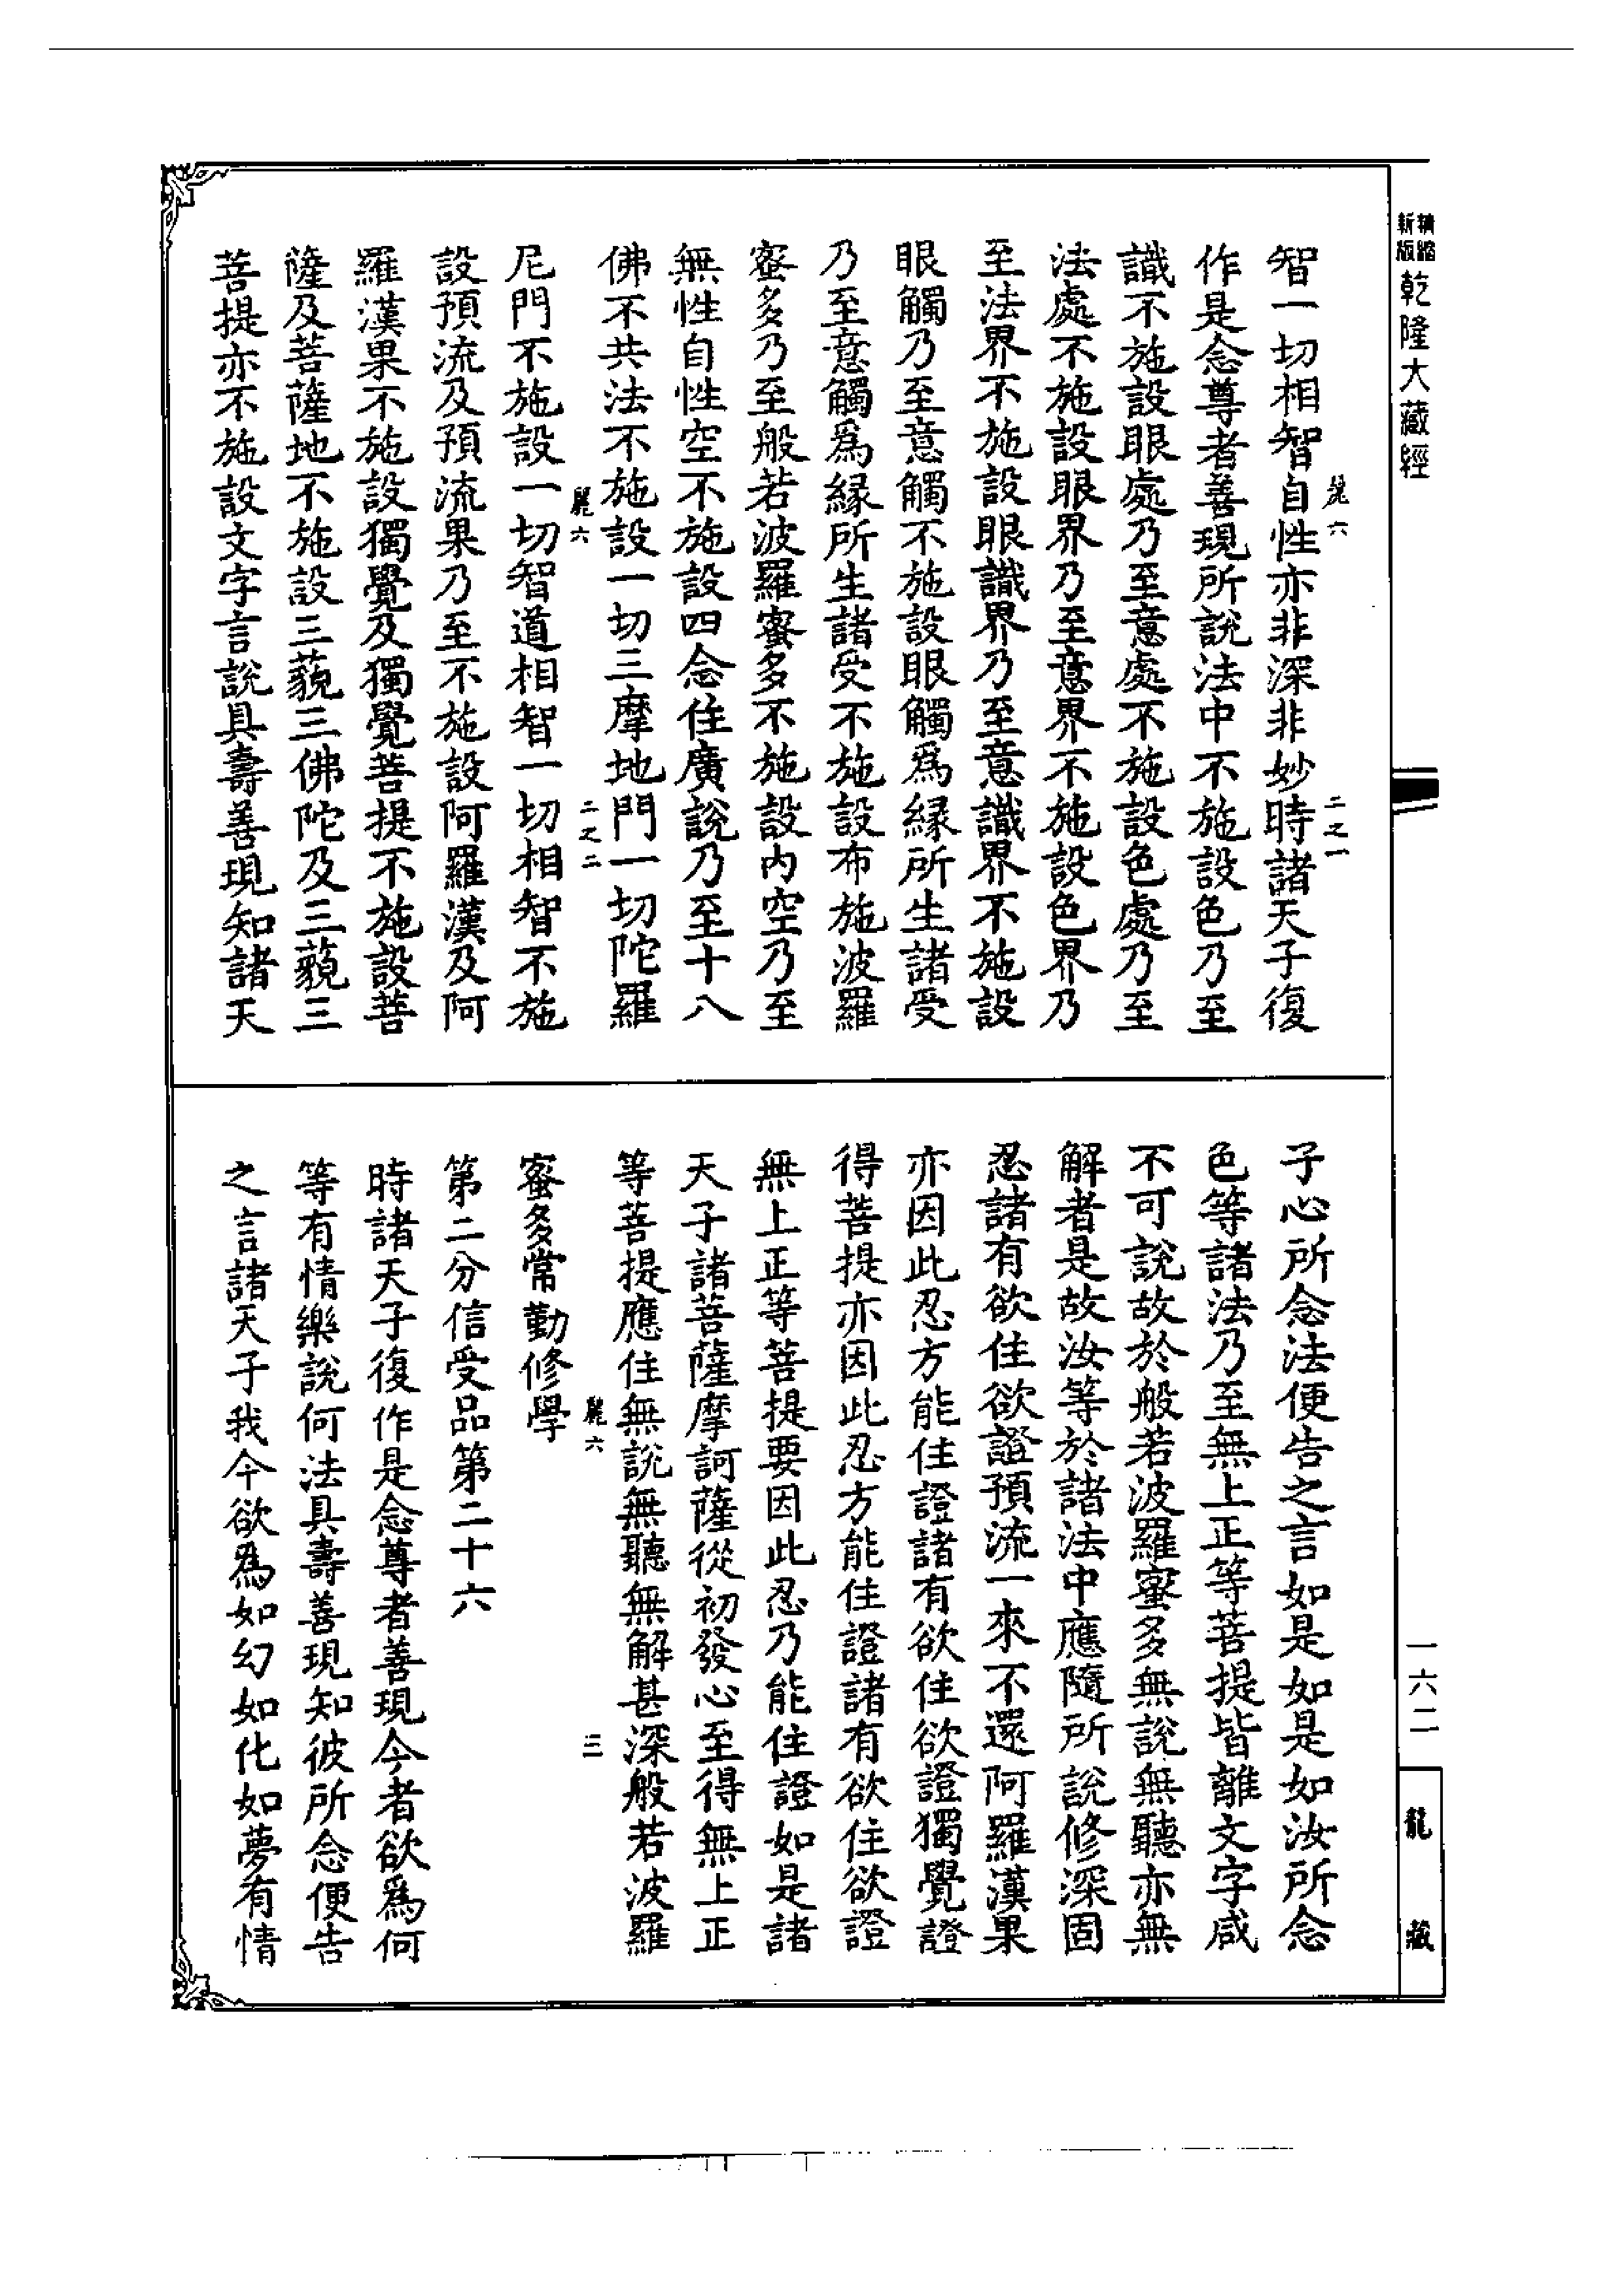 精縮新版乾隆大藏經
一六二
龍藏
麗六 二之一
智一切相智自性亦非深非妙時諸天子復
作是念尊者善現所說法中不施設色乃至
識不施設眼處乃至意處不施設色處乃至
法處不施設眼界乃至意界不施設色界乃
至法界不施設眼識界乃至意識界不施設
眼觸乃至意觸不施設眼觸爲緣所生諸受
乃至意觸爲緣所生諸受不施設布施波羅
蜜多乃至般若波羅蜜多不施設內空乃至
無性自性空不施設四念住廣說乃至十八
佛不共法不施設一切三摩地門一切陀羅
麗六 二之二
尼門不施設一切智道相智一切相智不施
設預流及預流果乃至不施設阿羅漢及阿
羅漢果不施設獨覺及獨覺菩提不施設菩
薩及菩薩地不施設三藐三佛陀及三藐三
菩提亦不施設文字言說具壽善現知諸天
子心所念法便告之言如是如是如汝所念
色等諸法乃至無上正等菩提皆離文字咸
不可說故於般若波羅蜜多無說無聽亦無
解者是故汝等於諸法中應隨所說修深固
忍諸有欲住欲證預流一來不還阿羅漢果
亦因此忍方能住證諸有欲住欲證獨覺證
得菩提亦因此忍方能住證諸有欲住欲證
無上正等菩提要因此忍乃能住證如是諸
天子諸菩薩摩訶薩從初發心至得無上正
等菩提應住無說無聽無解甚深般若波羅
麗六 三
蜜多常勤修學
第二分信受品第二十六
時諸天子復作是念尊者善現今者欲爲何
等有情樂說何法具壽善現知彼所念便告
之言諸天子我今欲爲如幻如化如夢有情